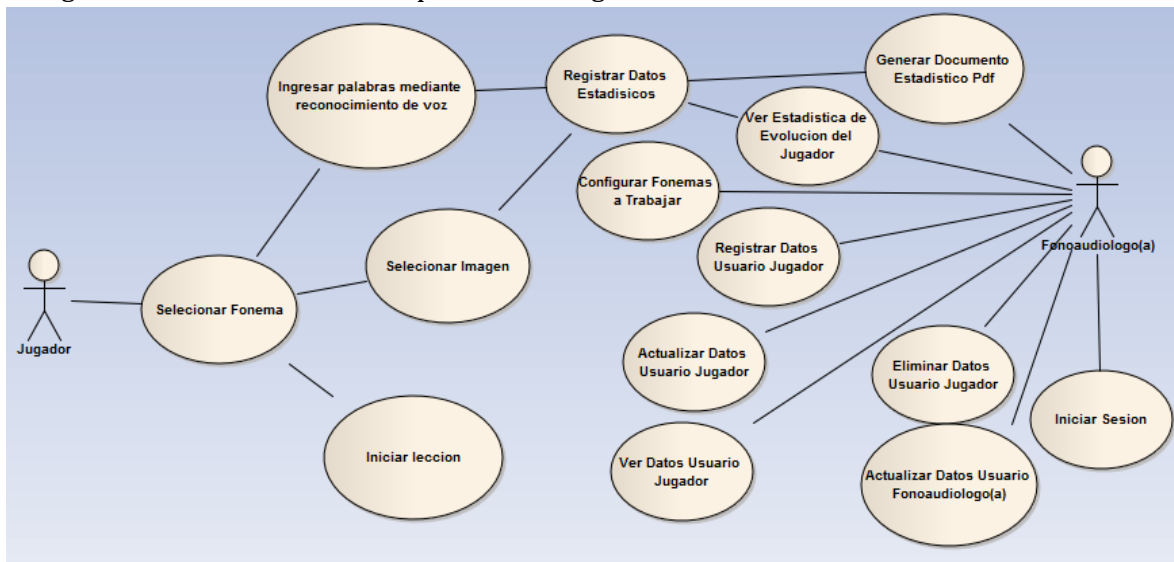 Ingresar palabras mediante
reconocimiento de voz
Registrar Datos
Estadisicos
Generar Documento
Estadistico Pdf
Ver Estadistica de
Evolucion del
Jugador
Configurar Fonemas
a Trabajar
Registrar Datos
Usuario Jugador
Fonoaudiologo(a)
Selecionar Imagen
Selecionar Fonema
Jugador
Actualizar Datos
Usuario Jugador
Eliminar Datos
Usuario Jugador
Iniciar Sesion
Iniciar leccion
Ver Datos Usuario
Jugador
Actualizar Datos Usuario
Fonoaudiologo(a)